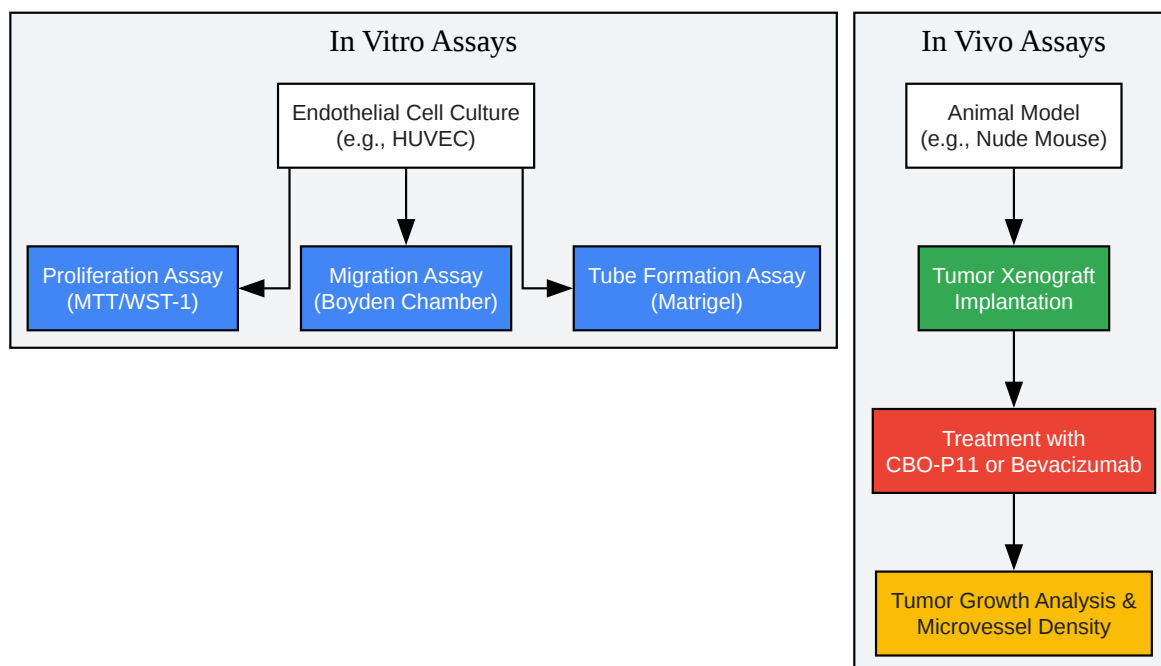 In Vitro Assays
Endothelial Cell Culture
(e.g., HUVEC)
Proliferation Assay
(MTT/WST-1)
Migration Assay
(Boyden Chamber)
Tube Formation Assay
(Matrigel)
In Vivo Assays
Animal Model
(e.g., Nude Mouse)
Tumor Xenograft
Implantation
Treatment with
CBO-P11 or Bevacizumab
Tumor Growth Analysis &
Microvessel Density